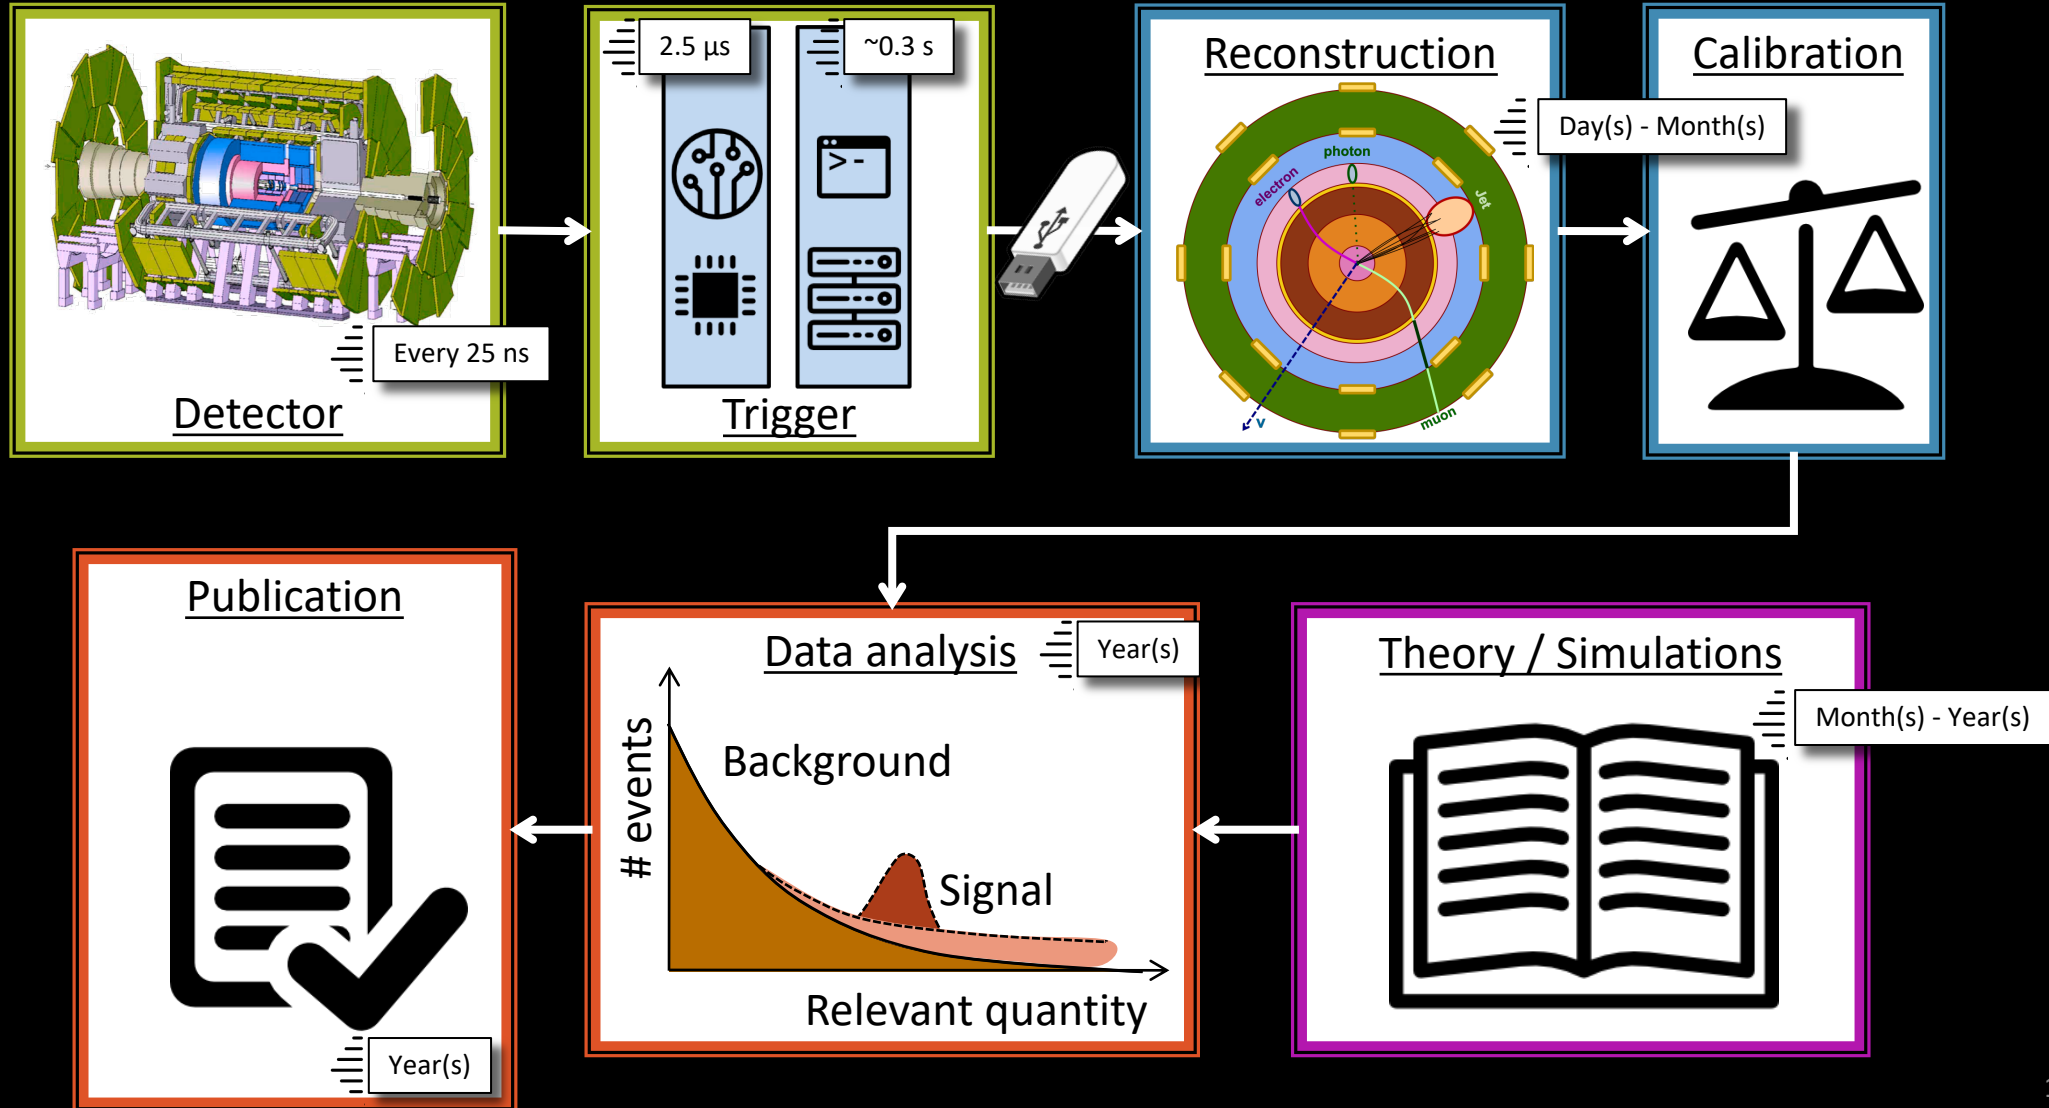 2.5 µs
~0.3 s
Every 25 ns
Detector
Trigger
>-
Reconstruction
Day(s) - Month(s)
photon
electron
Jet
muon
ν
Calibration
Publication
Year(s)
Data analysis
Year(s)
# events
Background
Signal
Relevant quantity
Theory / Simulations
Month(s) - Year(s)